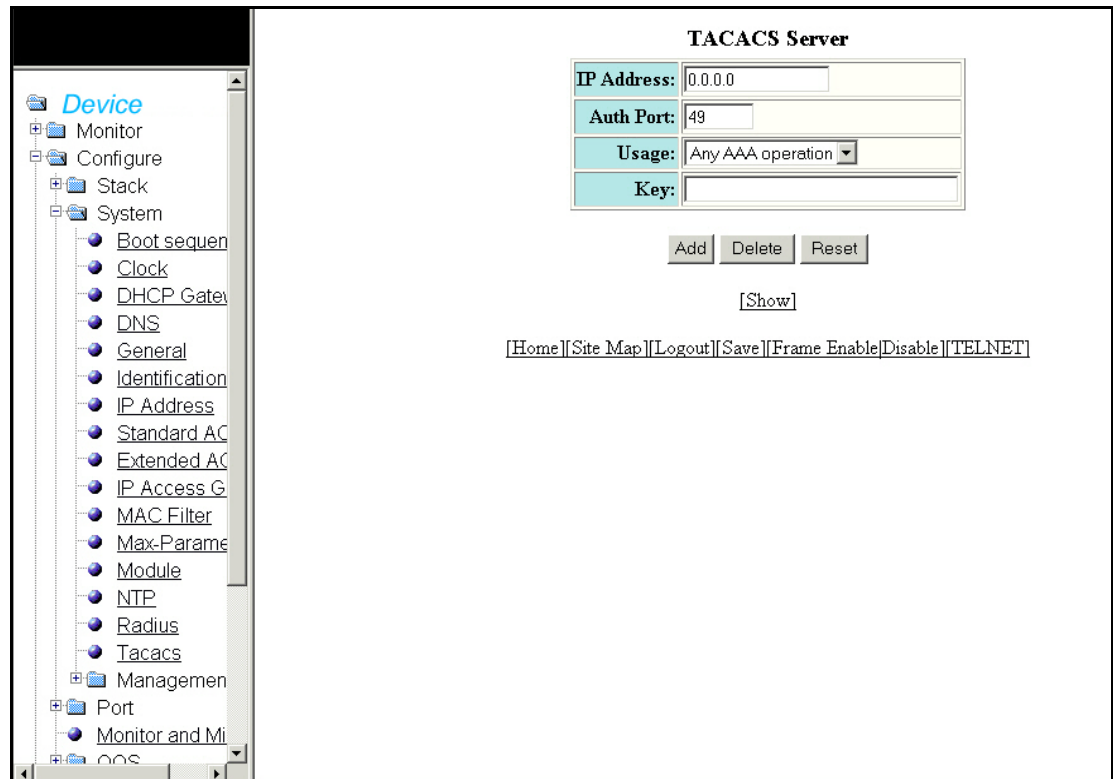 Device
Monitor
Configure
Stack
System
Boot sequen
Clock
DHCP Gatew
DNS
General
Identification
IP Address
Standard AC
Extended AC
IP Access G
MAC Filter
Max-Parame
Module
NTP
Radius
Tacacs
Managemen
Port
Monitor and Mi
QOS
TACACS Server
IP Address: 0.0.0.0
Auth Port: 49
Usage: Any AAA operation
Key:
Add Delete Reset
[Show]
[Home][Site Map][Logout][Save][Frame Enable|Disable][TELNET]